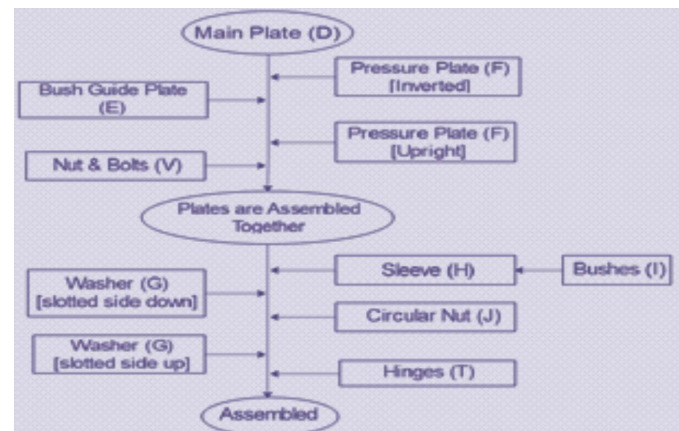 Main Plate (D)
Pressure Plate (F)
[Inverted]
Bush Guide Plate
(E)
Pressure Plate (F)
[Upright]
Nut & Bolts (V)
Plates are Assembled
Together
Sleeve (H)
Bushes (I)
Washer (G)
[slotted side down]
Circular Nut (J)
Washer (G)
[slotted side up]
Hinges (T)
Assembled